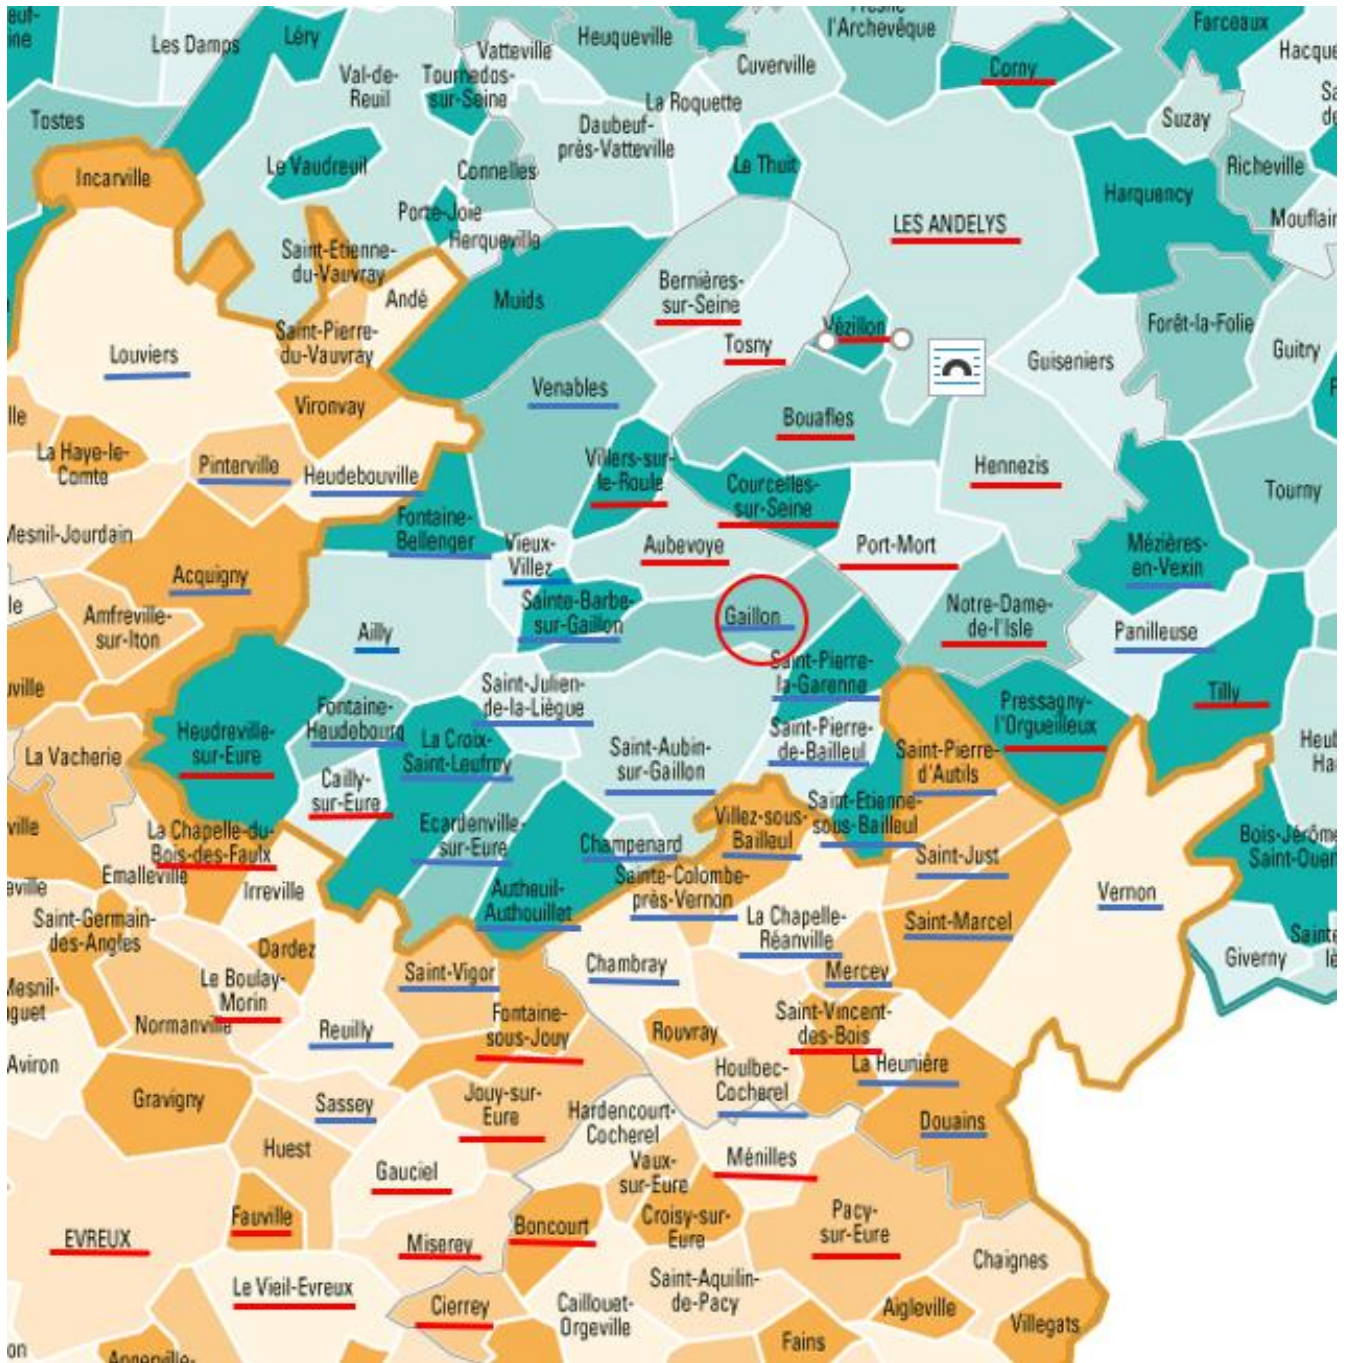 Les Damps
Léry
Vatteville
Heuqueville
l'Archevêque
Farceaux
Cuverville
Corny
Val-de-
Reuil
Tournedos-
sur-Seine
La Roquette
Tostes
Daubeuf-
près-Vatteville
Suzay
Incarville
Le Vaudreuil
Connelles
Le Thuit
Harquency
Richeville
Porte-Joie
Herqueville
LES ANDELYS
Saint-Etienne-
du-Vauvray
Andé
Muids
Bernières-
sur-Seine
Vézillon
Forêt-la-Folie
Saint-Pierre-
du-Vauvray
Louviers
Tosny
Guiseniers
Guitry
Venables
Vironvay
Bouafles
La Haye-le-
Comte
Pinterville
Heudebouville
Villers-sur-
le-Roule
Courcelles-
sur-Seine
Hennezis
Tourny
Mesnil-Jourdain
Fontaine-
Bellenger
Vieux-
Villez
Aubevoye
Port-Mort
Mézières-
en-Vexin
Acquigny
Amfreville-
sur-Iton
Ailly
Sainte-Barbe-
sur-Gaillon
Gaillon
Notre-Dame-
de-l'Isle
Panilleuse
Saint-Pierre-
la-Garenne
Fontaine-
Heudebourg
Saint-Julien-
de-la-Liègue
Pressagny-
l'Orgueilleux
Tilly
Heudreville-
sur-Eure
La Croix-
Saint-Leufroy
La Vacherie
Saint-Aubin-
sur-Gaillon
Saint-Pierre-
de-Bailleul
Saint-Pierre-
d'Autils
Cailly-
sur-Eure
La Chapelle-du-
Bois-des-Faulx
Ecardenville-
sur-Eure
Champenard
Villez-sous-
Bailleul
Saint-Etienne-
sous-Bailleul
Bois-Jérôme
Saint-Ouen
Emalleville
Irreville
Autheuil-
Authouillet
Sainte-Colombe-
près-Vernon
Saint-Just
Vernon
Saint-Germain-
des-Angles
Dardez
La Chapelle-
Réanville
Saint-Marcel
Le Boulay-
Morin
Saint-Vigor
Chambray
Mercey
Giverny
Normanville
Reuilly
Fontaine-
sous-Jouy
Rouvray
Saint-Vincent-
des-Bois
Aviron
Houlbec-
Cocherel
La Heunière
Gravigny
Sassey
Jouy-sur-
Eure
Hardencourt-
Cocherel
Douains
Huest
Gauciel
Vaux-
sur-Eure
Ménilles
Fauville
EVREUX
Miserey
Boncourt
Croisy-sur-
Eure
Pacy-
sur-Eure
Chaignes
Le Vieil-Evreux
Cierrey
Caillouet-
Orgeville
Saint-Aquilin-
de-Pacy
Aigleville
Villegats
Fains